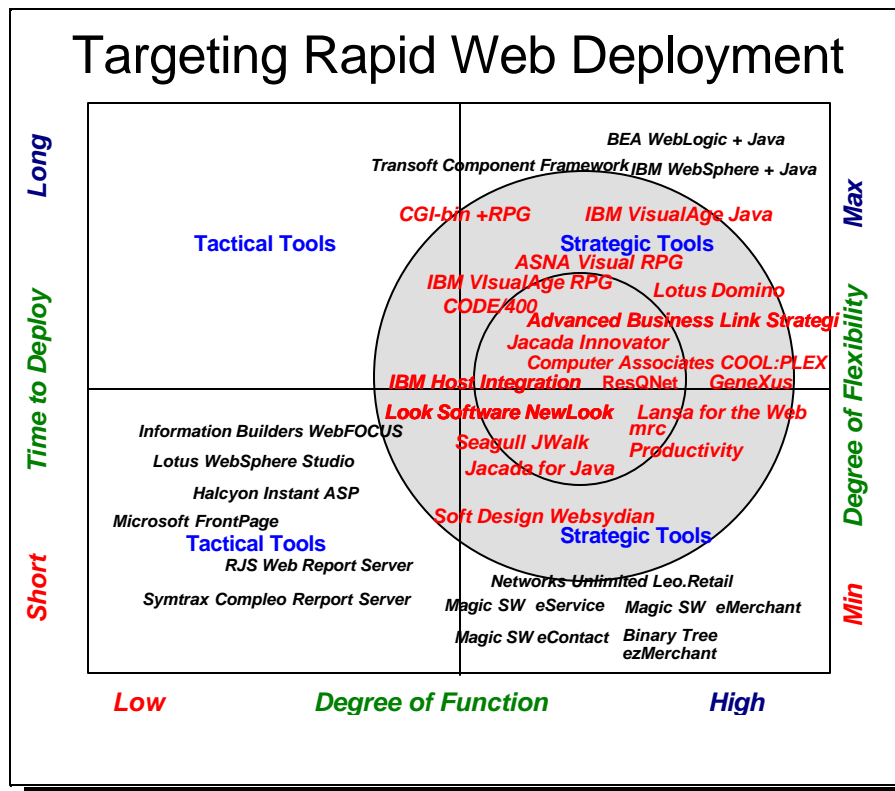 Targeting Rapid Web Deployment
Long
Time to Deploy
Short
BEA WebLogic + Java
Transoft Component Framework
IBM WebSphere + Java
CGI-bin +RPG
IBM VisualAge Java
Tactical Tools
Strategic Tools
ASNA Visual RPG
IBM VIsualAge RPG
Lotus Domino
CODE/400
Advanced Business Link Strategi
Jacada Innovator
Computer Associates COOL:PLEX
IBM Host Integration
ResQNet
GeneXus
Look Software NewLook
Lansa for the Web
mrc
Productivity
Information Builders WebFOCUS
Seagull JWalk
Lotus WebSphere Studio
Jacada for Java
Halcyon Instant ASP
Microsoft FrontPage
Soft Design Websydian
Tactical Tools
Strategic Tools
RJS Web Report Server
Networks Unlimited Leo.Retail
Symtrax Compleo Rerport Server
Magic SW eService
Magic SW eMerchant
Magic SW eContact
Binary Tree
ezMerchant
Max
Degree of Flexibility
Min
Low
Degree of Function
High